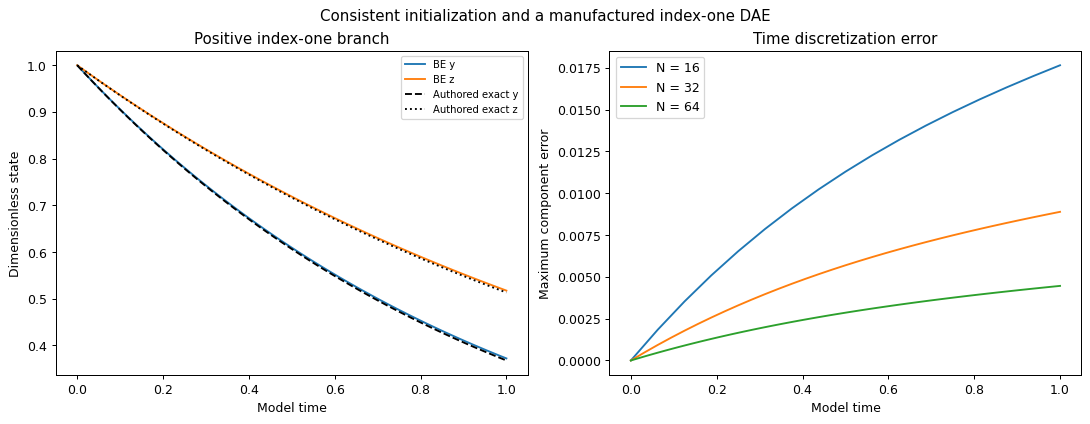 Consistent initialization and a manufactured index-one DAE
Positive index-one branch
BE y
BE z
Authored exact y
Authored exact z
1.0
0.9
0.8
0.7
0.6
0.5
0.4
Dimensionless state
0.0
0.2
0.4
0.6
0.8
1.0
Model time
Time discretization error
N = 16
N = 32
N = 64
0.0175
0.0150
0.0125
0.0100
0.0075
0.0050
0.0025
0.0000
Maximum component error
0.0
0.2
0.4
0.6
0.8
1.0
Model time